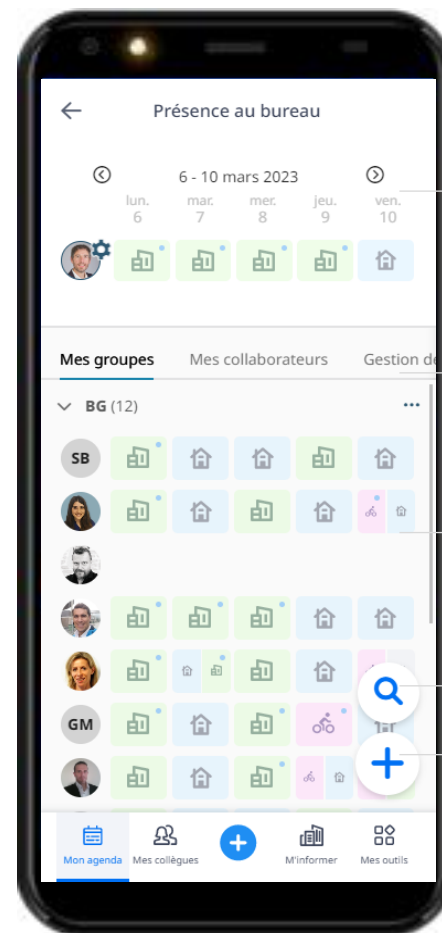 Présence au bureau
6 - 10 mars 2023
lun. mar. mer. jeu. ven.
6 7 8 9 10
Mes groupes Mes collaborateurs Gestion de
BG (12)
SB
GM
Mon agenda Mes collègues M'informer Mes outils